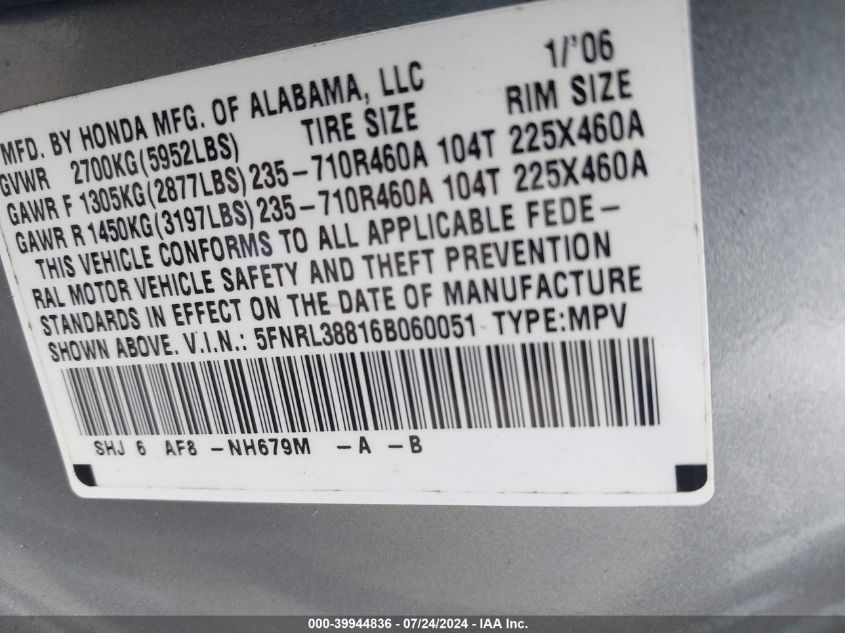 MFD. BY HONDA MFG. OF ALABAMA, LLC 1/'06
GVWR 2700KG(5952LBS) TIRE SIZE RIM SIZE
GAWR F 1305KG(2877LBS) 235-710R460A 104T 225X460A
GAWR R 1450KG(3197LBS) 235-710R460A 104T 225X460A
THIS VEHICLE CONFORMS TO ALL APPLICABLE FEDE-
RAL MOTOR VEHICLE SAFETY AND THEFT PREVENTION
STANDARDS IN EFFECT ON THE DATE OF MANUFACTURE
SHOWN ABOVE. V.I.N.: 5FNRL38816B060051 TYPE:MPV
SHJ 6 AF8 -NH679M -A -B
000-39944836 - 07/24/2024 - IAA Inc.